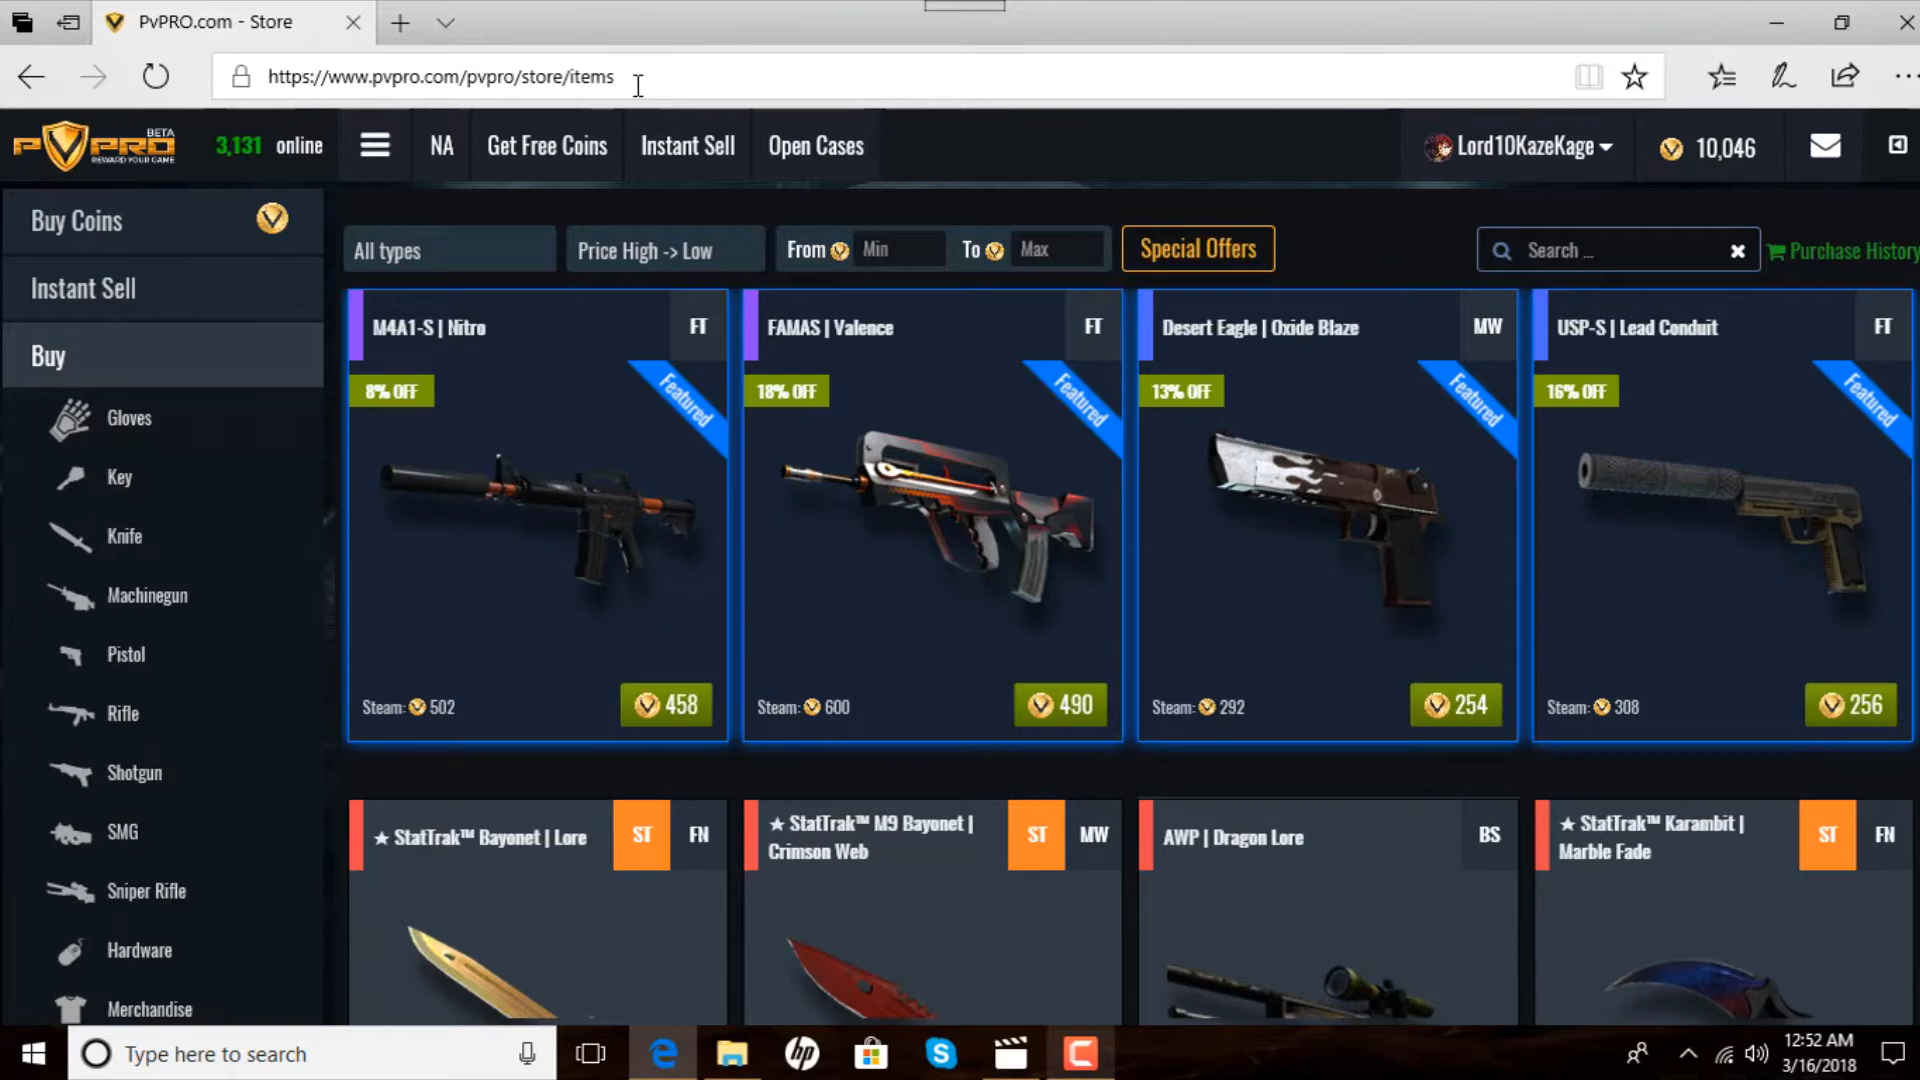 PvPRO.com - Store
https://www.pvpro.com/pvpro/store/items
PVPRO BETA
REWARD YOUR GAME
3,131 online
NA
Get Free Coins
Instant Sell
Open Cases
Lord10KazeKage
10,046
Buy Coins
Instant Sell
Buy
Gloves
Key
Knife
Machinegun
Pistol
Rifle
Shotgun
SMG
Sniper Rifle
Hardware
Merchandise
All types
Price High -> Low
From Min
To Max
Special Offers
Search ...
Purchase History
M4A1-S | Nitro FT
8% OFF
Featured
Steam: 502
458
FAMAS | Valence FT
18% OFF
Featured
Steam: 600
490
Desert Eagle | Oxide Blaze MW
13% OFF
Featured
Steam: 292
254
USP-S | Lead Conduit FT
16% OFF
Featured
Steam: 308
256
★ StatTrak™ Bayonet | Lore ST FN
★ StatTrak™ M9 Bayonet |
Crimson Web
ST MW
AWP | Dragon Lore BS
★ StatTrak™ Karambit |
Marble Fade
ST FN
Type here to search
hp
12:52 AM
3/16/2018